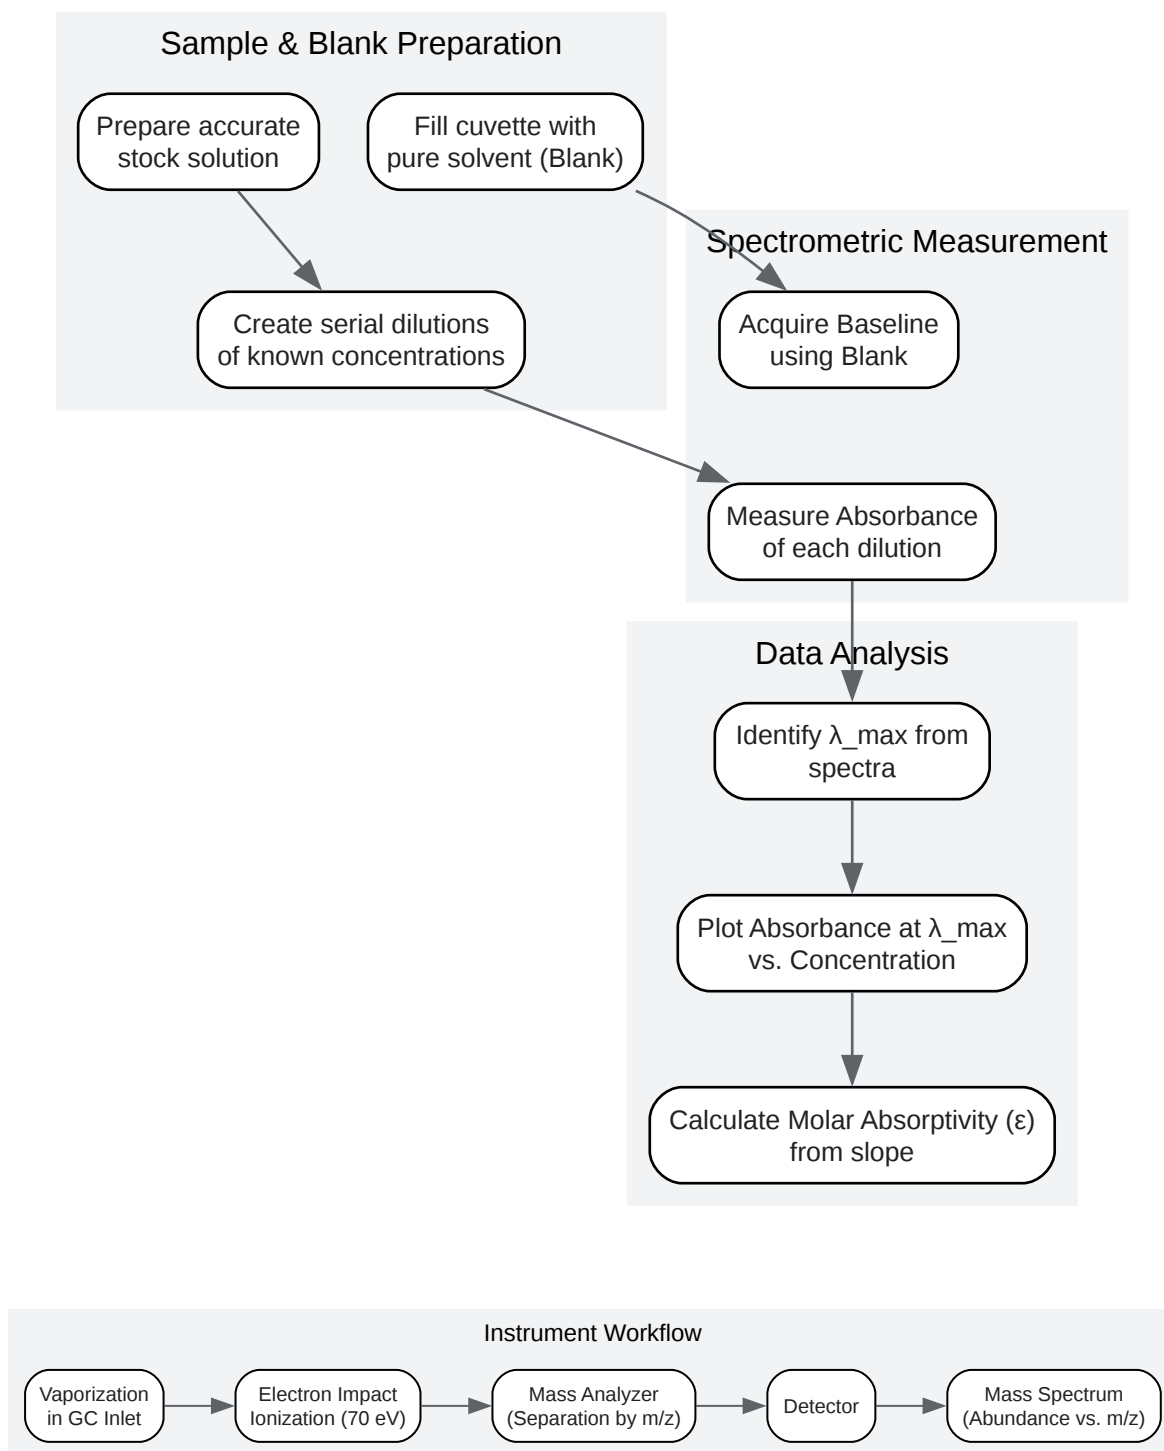 Sample & Blank Preparation
Prepare accurate
stock solution
Fill cuvette with
pure solvent (Blank)
Create serial dilutions
of known concentrations
Spectrometric Measurement
Acquire Baseline
using Blank
Measure Absorbance
of each dilution
Data Analysis
Identify λ_max from
spectra
Plot Absorbance at λ_max
vs. Concentration
Calculate Molar Absorptivity (ε)
from slope
Instrument Workflow
Vaporization
in GC Inlet
Electron Impact
Ionization (70 eV)
Mass Analyzer
(Separation by m/z)
Detector
Mass Spectrum
(Abundance vs. m/z)